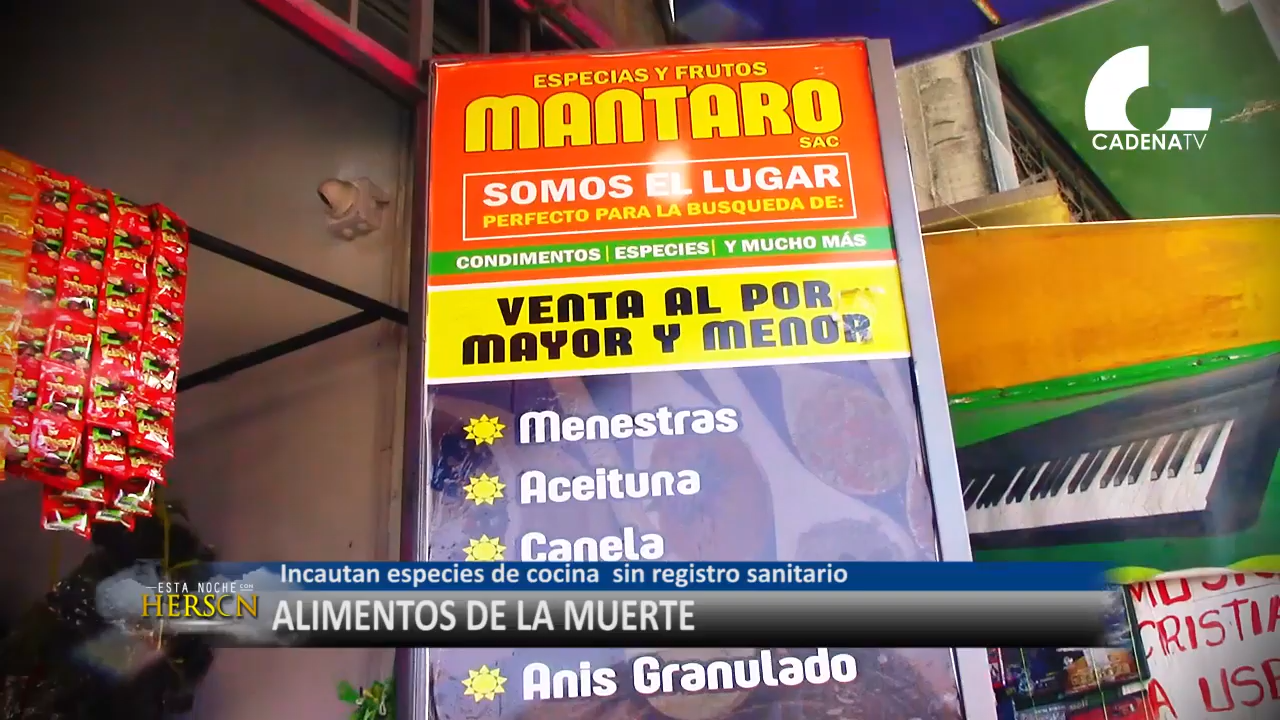 ESPECIAS Y FRUTOS
MANTARO
SAC
SOMOS EL LUGAR
PERFECTO PARA LA BUSQUEDA DE:
CONDIMENTOS | ESPECIES | Y MUCHO MÁS
VENTA AL POR
MAYOR Y MENOR
Menestras
Aceituna
Canela
Anis Granulado
CADENATV
ESTA NOCHE CON
HERSCN
Incautan especies de cocina sin registro sanitario
ALIMENTOS DE LA MUERTE
CRISTIA
A USB